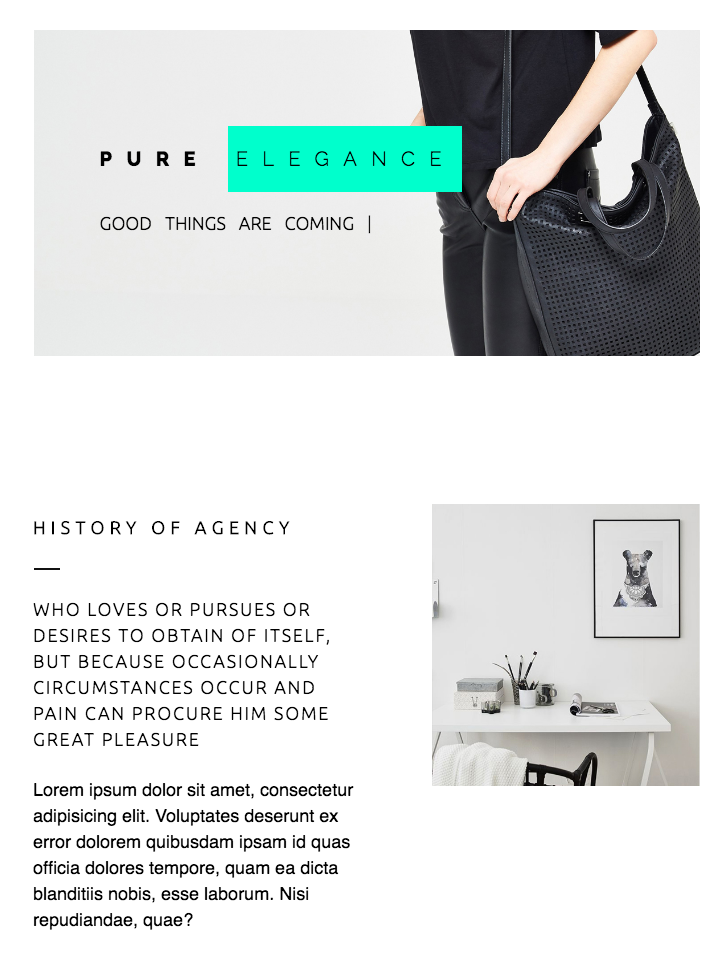 PURE ELEGANCE
GOOD THINGS ARE COMING |
HISTORY OF AGENCY
WHO LOVES OR PURSUES OR
DESIRES TO OBTAIN OF ITSELF,
BUT BECAUSE OCCASIONALLY
CIRCUMSTANCES OCCUR AND
PAIN CAN PROCURE HIM SOME
GREAT PLEASURE
Lorem ipsum dolor sit amet, consectetur
adipisicing elit. Voluptates deserunt ex
error dolorem quibusdam ipsam id quas
officia dolores tempore, quam ea dicta
blanditiis nobis, esse laborum. Nisi
repudiandae, quae?